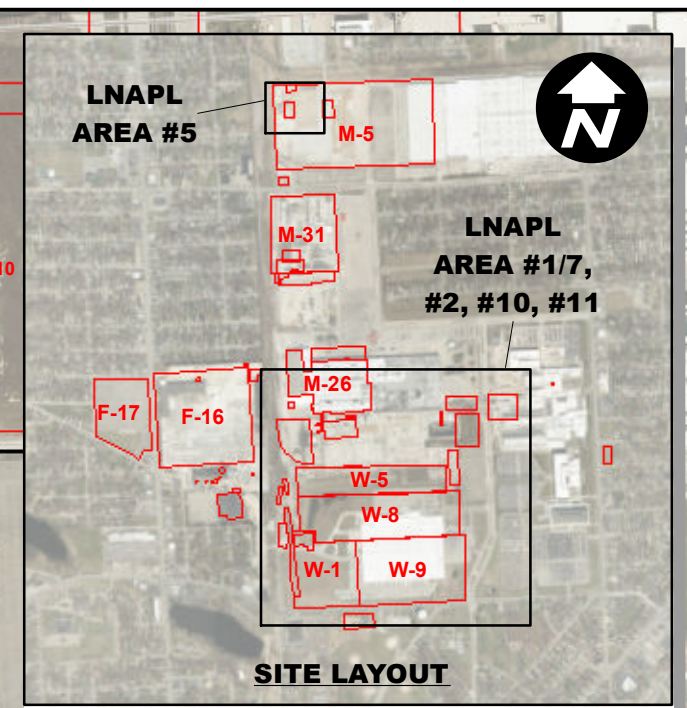 LNAPL
AREA #5
N
M-5
M-31
LNAPL
AREA #1/7,
#2, #10, #11
M-26
F-17
F-16
W-5
W-8
W-1
W-9
SITE LAYOUT